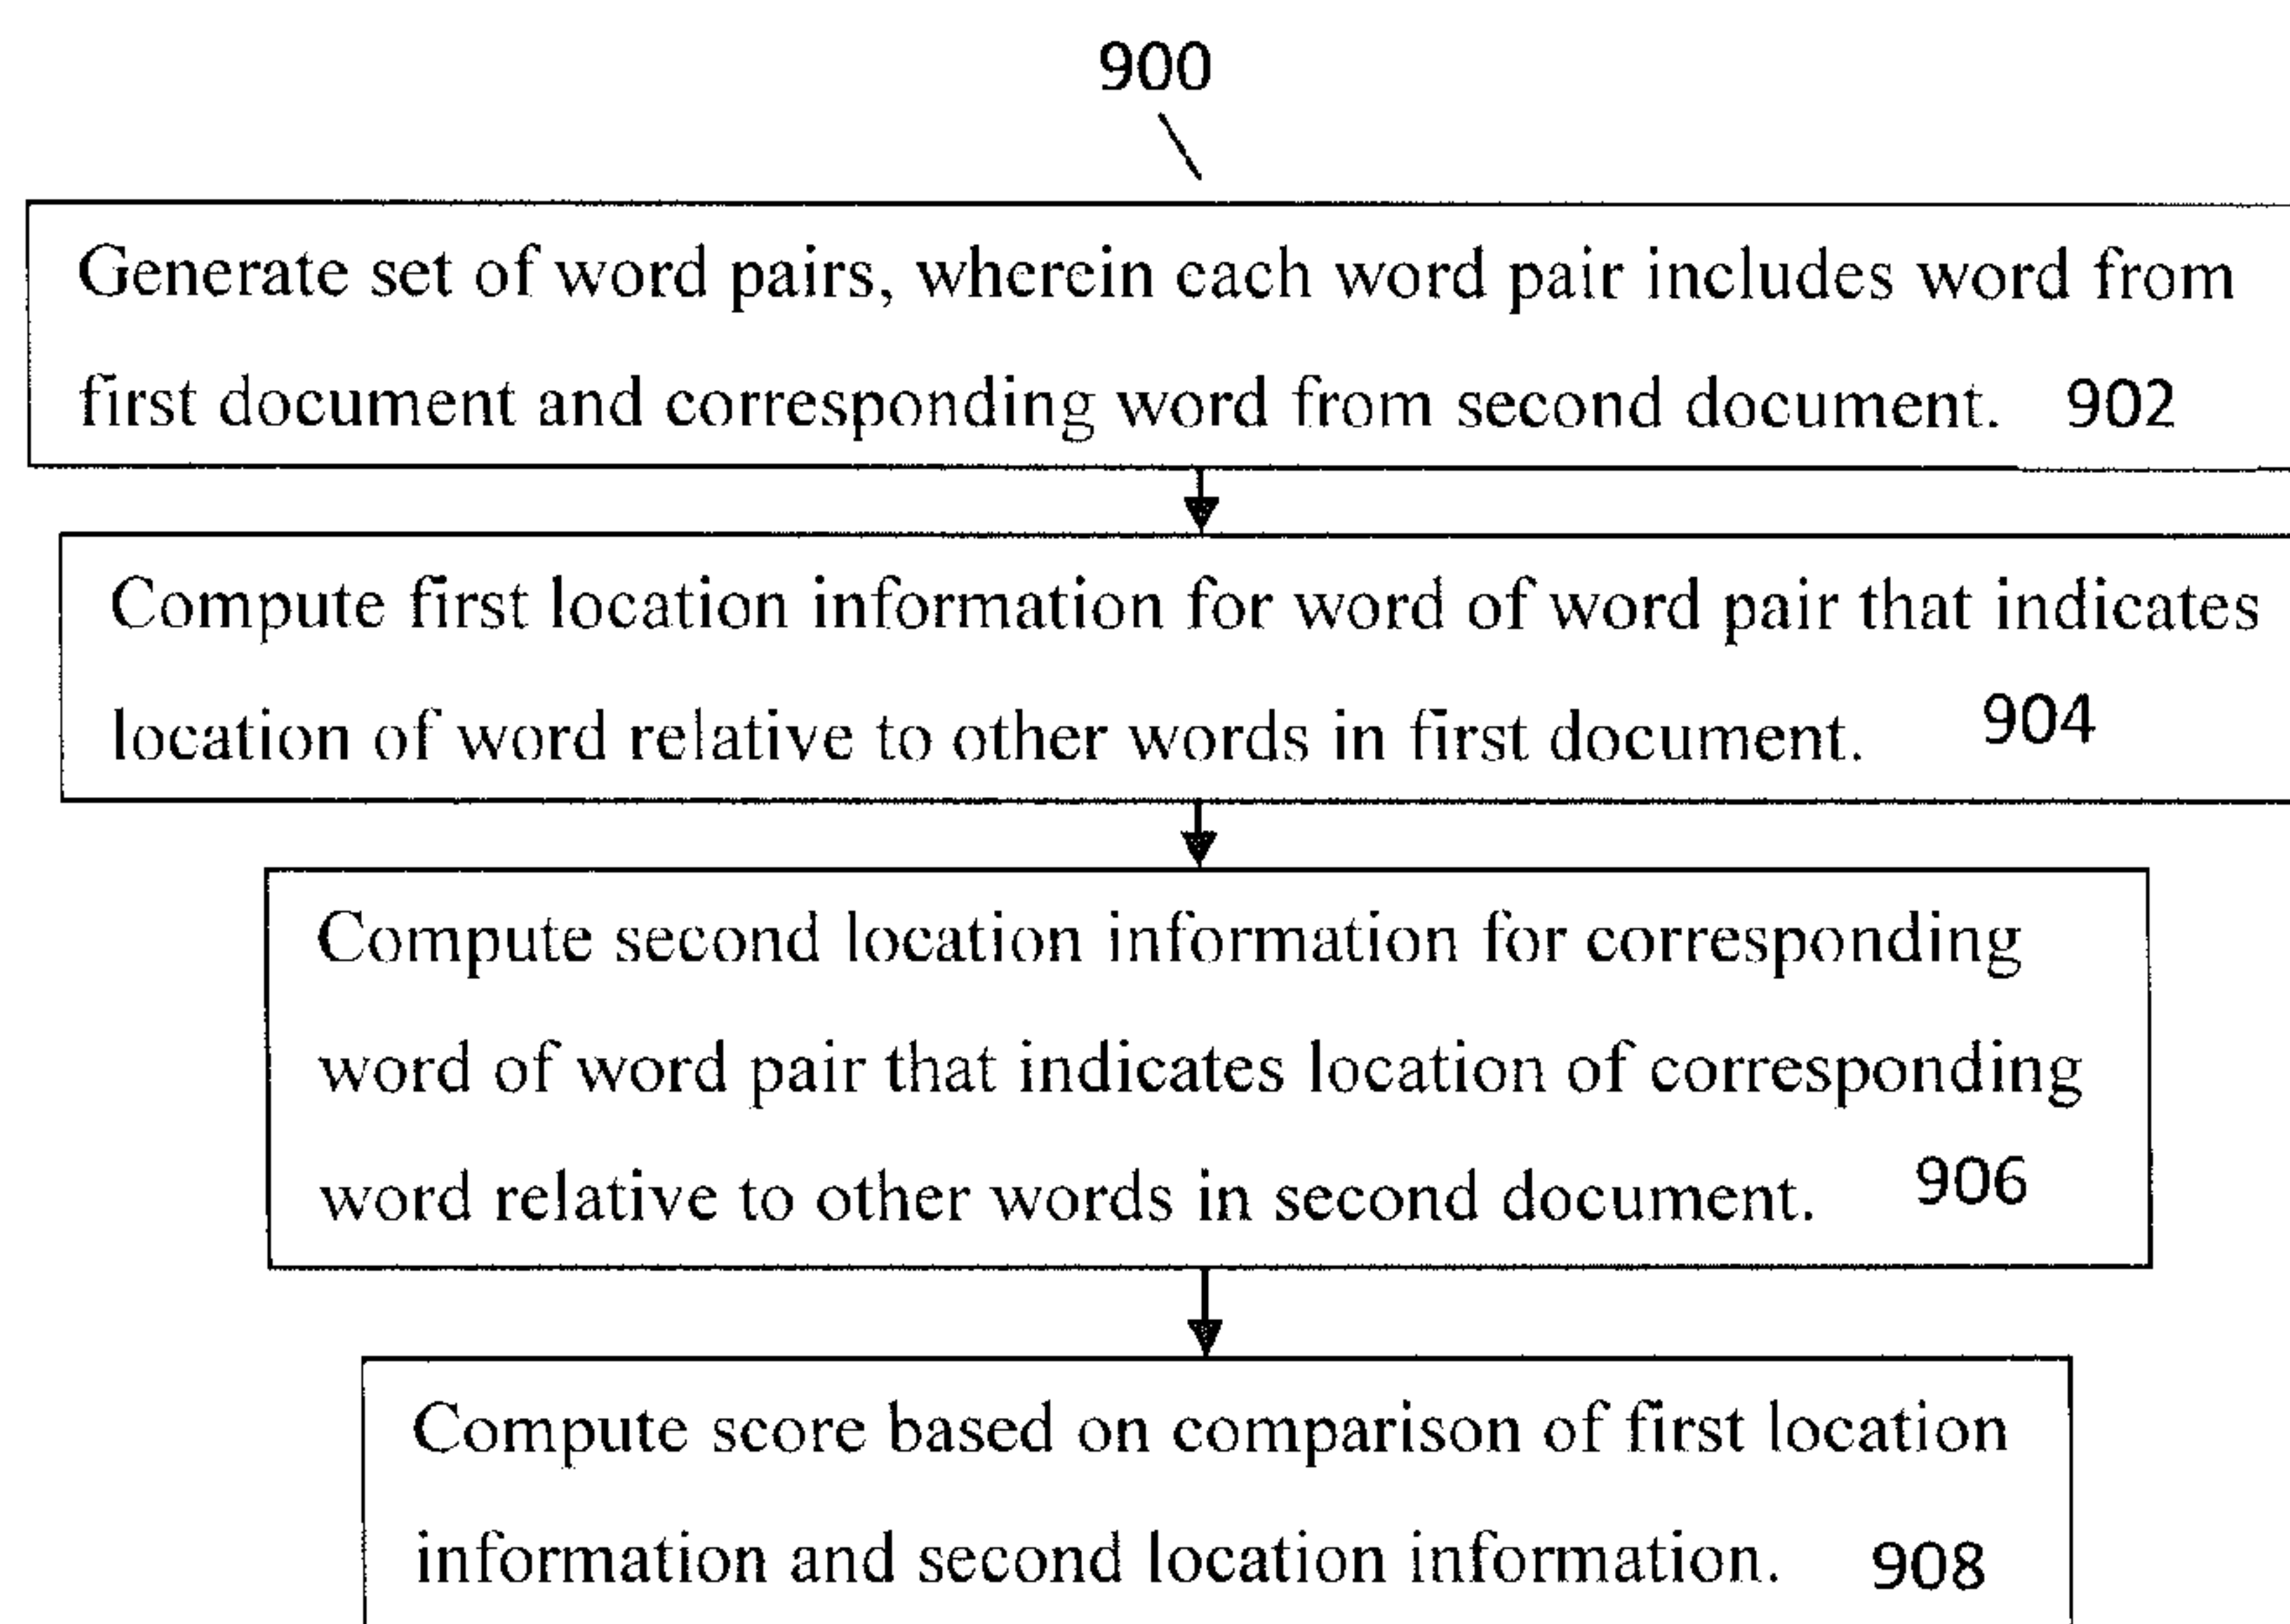 900
Generate set of word pairs, wherein each word pair includes word from
first document and corresponding word from second document. 902
Compute first location information for word of word pair that indicates
location of word relative to other words in first document. 904
Compute second location information for corresponding
word of word pair that indicates location of corresponding
word relative to other words in second document. 906
Compute score based on comparison of first location
information and second location information. 908